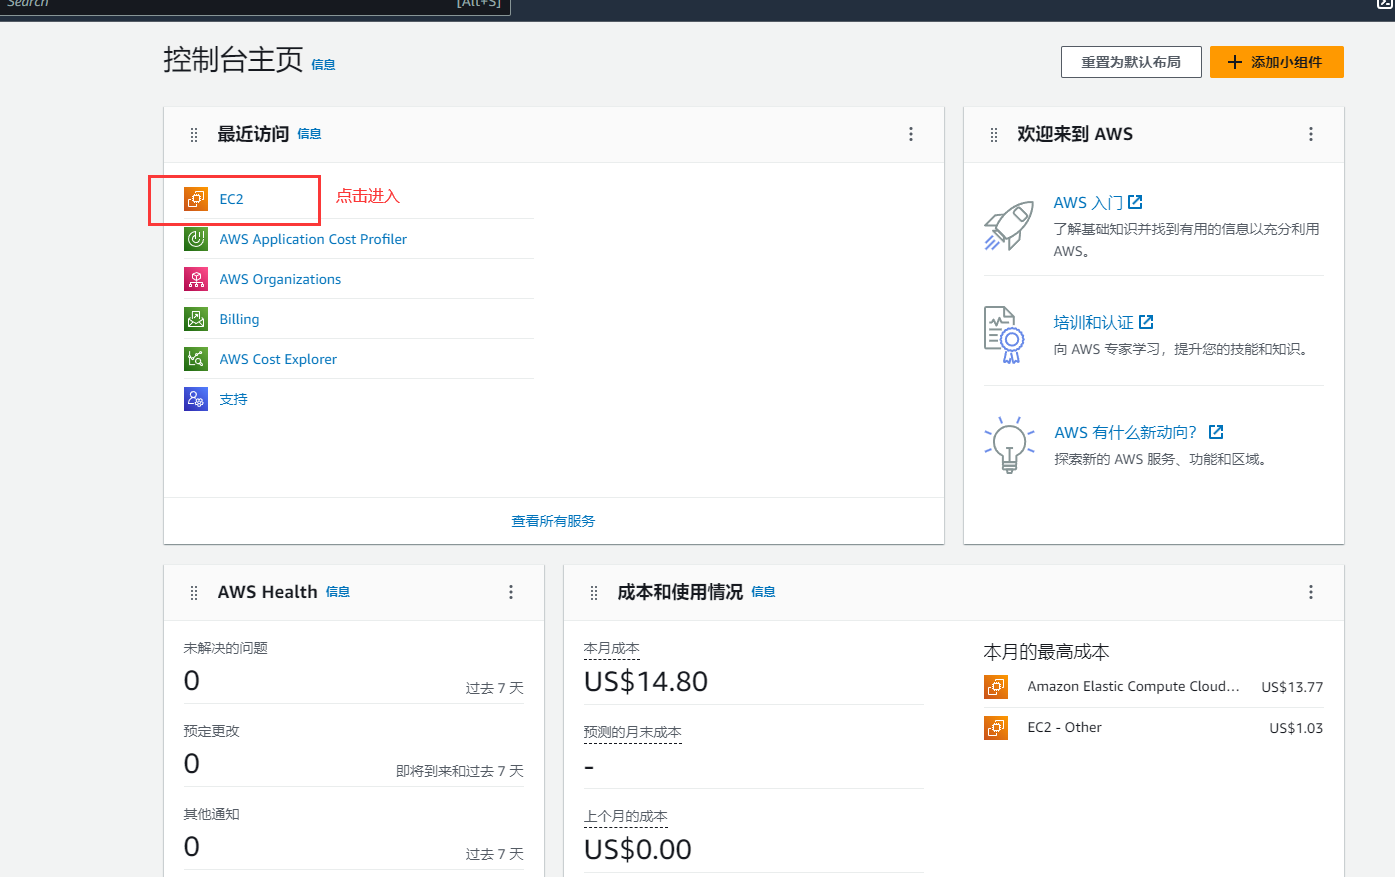 Search [Alt+S]
控制台主页 信息
重置为默认布局
添加小组件
最近访问 信息
EC2
点击进入
AWS Application Cost Profiler
AWS Organizations
Billing
AWS Cost Explorer
支持
查看所有服务
欢迎来到 AWS
AWS 入门
了解基础知识并找到有用的信息以充分利用
AWS。
培训和认证
向 AWS 专家学习，提升您的技能和知识。
AWS 有什么新动向？
探索新的 AWS 服务、功能和区域。
AWS Health 信息
未解决的问题
0
过去 7 天
预定更改
0
即将到来和过去 7 天
其他通知
0
过去 7 天
成本和使用情况 信息
本月成本
US$14.80
预测的月末成本
-
上个月的成本
US$0.00
本月的最高成本
Amazon Elastic Compute Cloud... US$13.77
EC2 - Other US$1.03